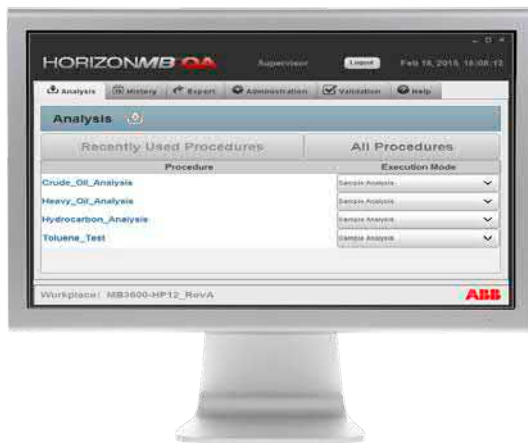 HORIZONMB QA Supervisor Logout Feb 18, 2015, 16:08:12
Analysis History Export Administration Validation Help
Analysis
Recently Used Procedures All Procedures
Procedure Execution Mode
Crude_Oil_Analysis Sample Analysis
Heavy_Oil_Analysis Sample Analysis
Hydrocarbon_Analysis Sample Analysis
Toluene_Test Sample Analysis
Workplace: MB3600-HP12_RevA ABB